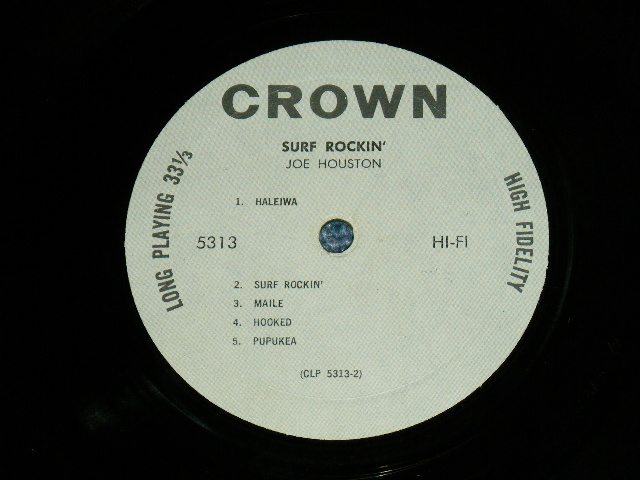 CROWN
SURF ROCKIN'
JOE HOUSTON
LONG PLAYING 33⅓
HIGH FIDELITY
1. HALEIWA
5313
HI-FI
2. SURF ROCKIN'
3. MAILE
4. HOOKED
5. PUPUKEA
(CLP 5313-2)